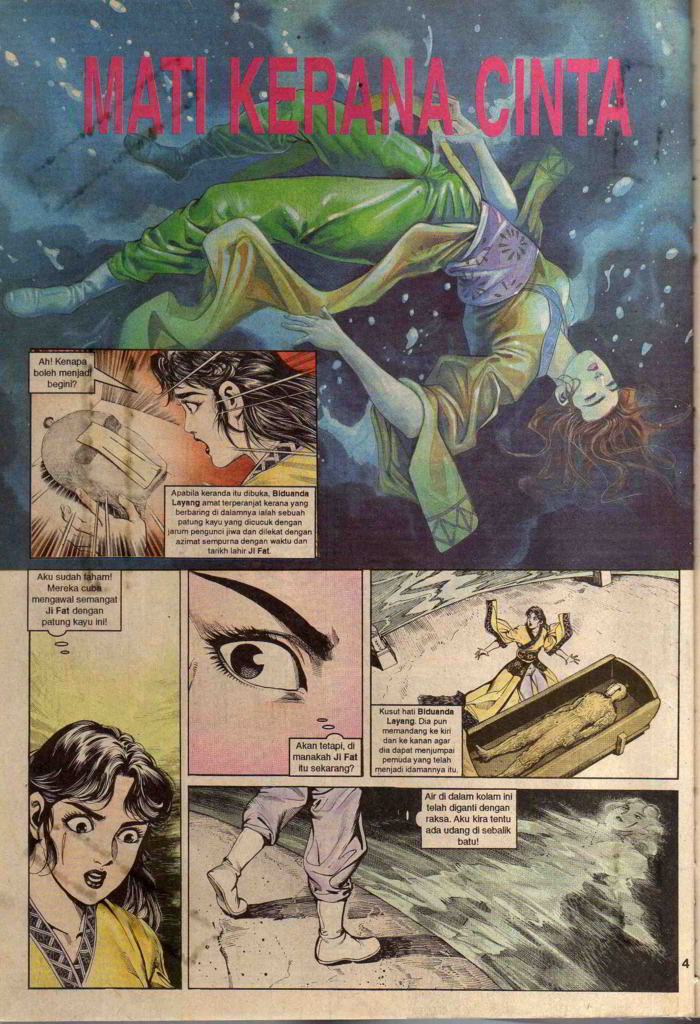 MATI KERANA CINTA
Ah! Kenapa
boleh menjadi
begini?
Apabila keranda itu dibuka, Biduanda
Layang amat terperanjat kerana yang
berbaring di dalamnya ialah sebuah
patung kayu yang dicucuk dengan
jarum pengunci jiwa dan dilekat dengan
azimat sempurna dengan waktu dan
tarikh lahir Ji Fat.
Aku sudah faham!
Mereka cuba
mengawal semangat
Ji Fat dengan
patung kayu ini!
Akan tetapi, di
manakah Ji Fat
itu sekarang?
Kusut hati Biduanda
Layang. Dia pun
memandang ke kiri
dan ke kanan agar
dia dapat menjumpai
pemuda yang telah
menjadi idamannya itu.
Air di dalam kolam ini
telah diganti dengan
raksa. Aku kira tentu
ada udang di sebalik
batu!
4